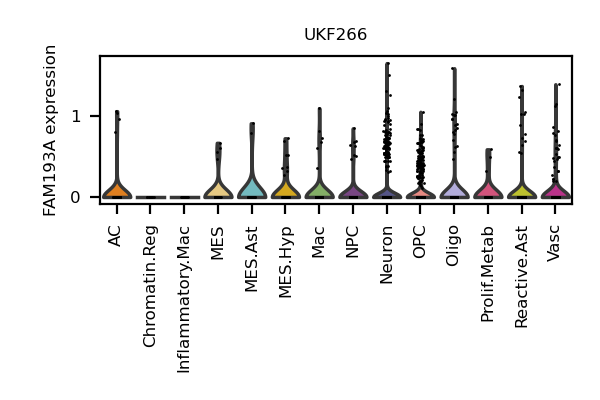 UKF266
FAM193A expression
1
0
AC
Chromatin.Reg
Inflammatory.Mac
MES
MES.Ast
MES.Hyp
Mac
NPC
Neuron
OPC
Oligo
Prolif.Metab
Reactive.Ast
Vasc